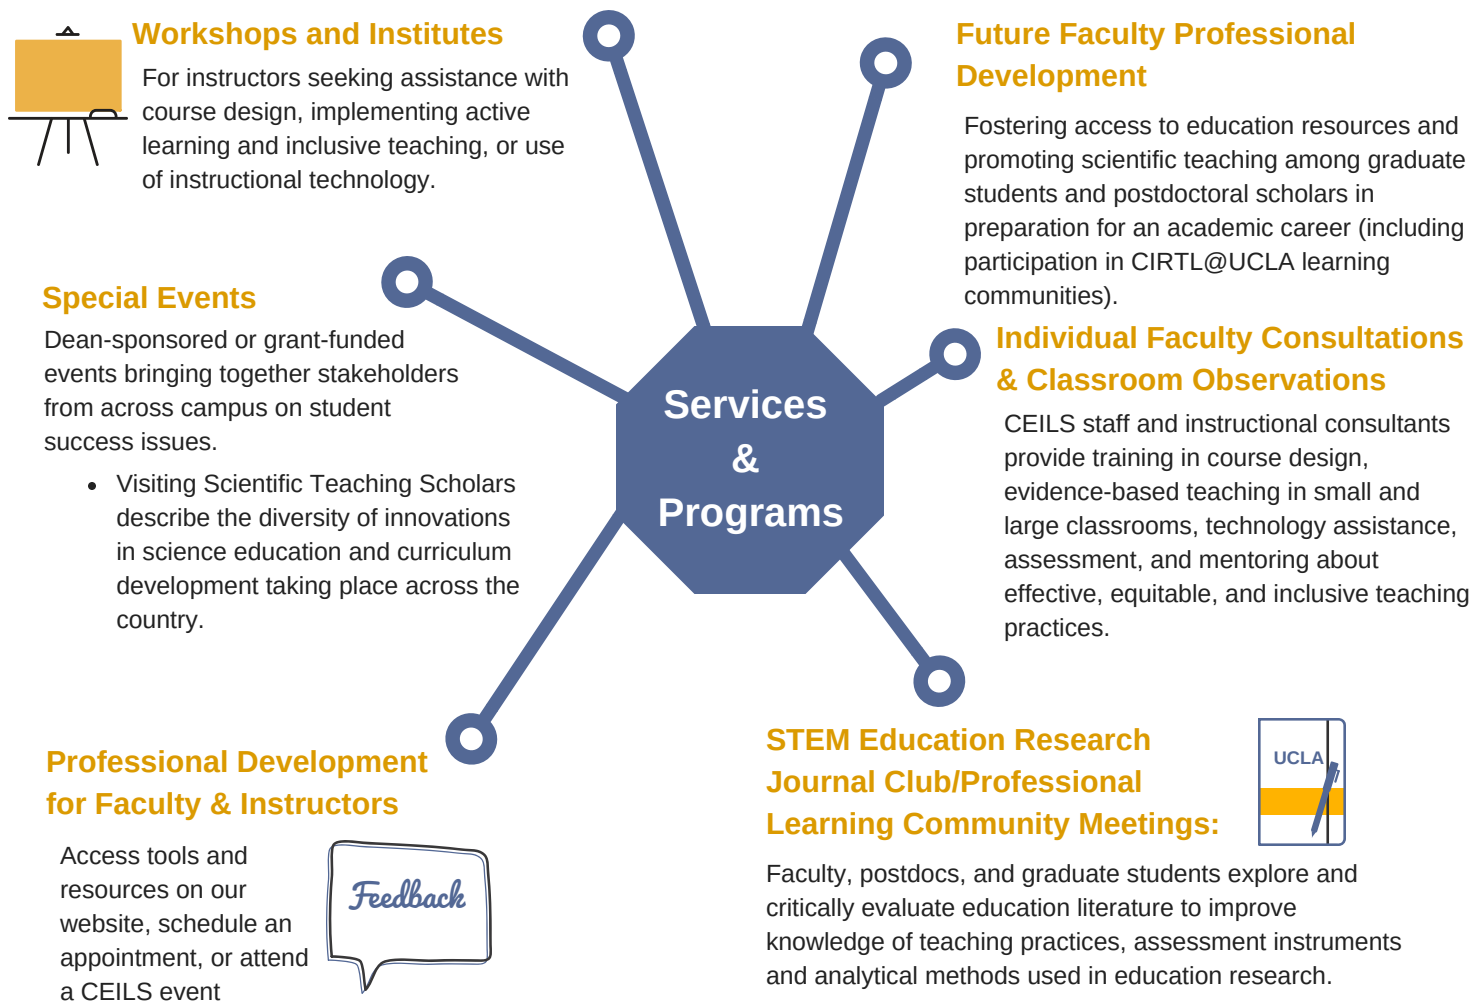 Workshops and Institutes
For instructors seeking assistance with
course design, implementing active
learning and inclusive teaching, or use
of instructional technology.
Future Faculty Professional
Development
Fostering access to education resources and
promoting scientific teaching among graduate
students and postdoctoral scholars in
preparation for an academic career (including
participation in CIRTL@UCLA learning
communities).
Special Events
Dean-sponsored or grant-funded
events bringing together stakeholders
from across campus on student
success issues.
• Visiting Scientific Teaching Scholars
describe the diversity of innovations
in science education and curriculum
development taking place across the
country.
Services
&
Programs
Individual Faculty Consultations
& Classroom Observations
CEILS staff and instructional consultants
provide training in course design,
evidence-based teaching in small and
large classrooms, technology assistance,
assessment, and mentoring about
effective, equitable, and inclusive teaching
practices.
Professional Development
for Faculty & Instructors
Access tools and
resources on our
website, schedule an
appointment, or attend
a CEILS event
Feedback
STEM Education Research
Journal Club/Professional
Learning Community Meetings:
UCLA
Faculty, postdocs, and graduate students explore and
critically evaluate education literature to improve
knowledge of teaching practices, assessment instruments
and analytical methods used in education research.